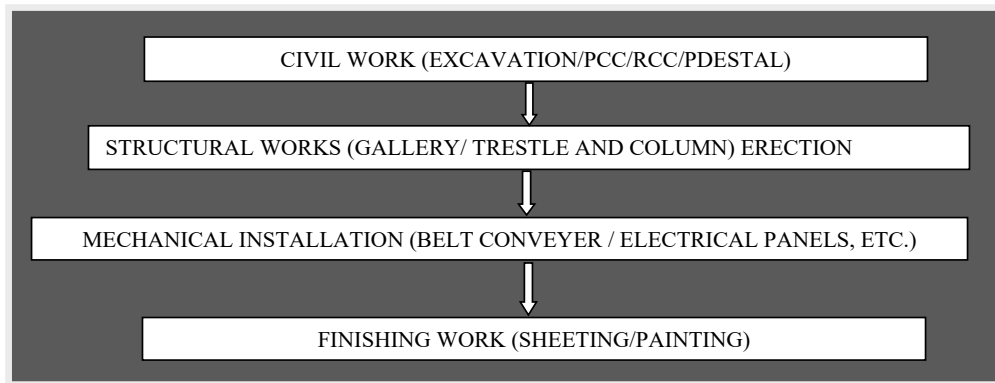 CIVIL WORK (EXCAVATION/PCC/RCC/PDESTAL)
STRUCTURAL WORKS (GALLERY/ TRESTLE AND COLUMN) ERECTION
MECHANICAL INSTALLATION (BELT CONVEYER / ELECTRICAL PANELS, ETC.)
FINISHING WORK (SHEETING/PAINTING)